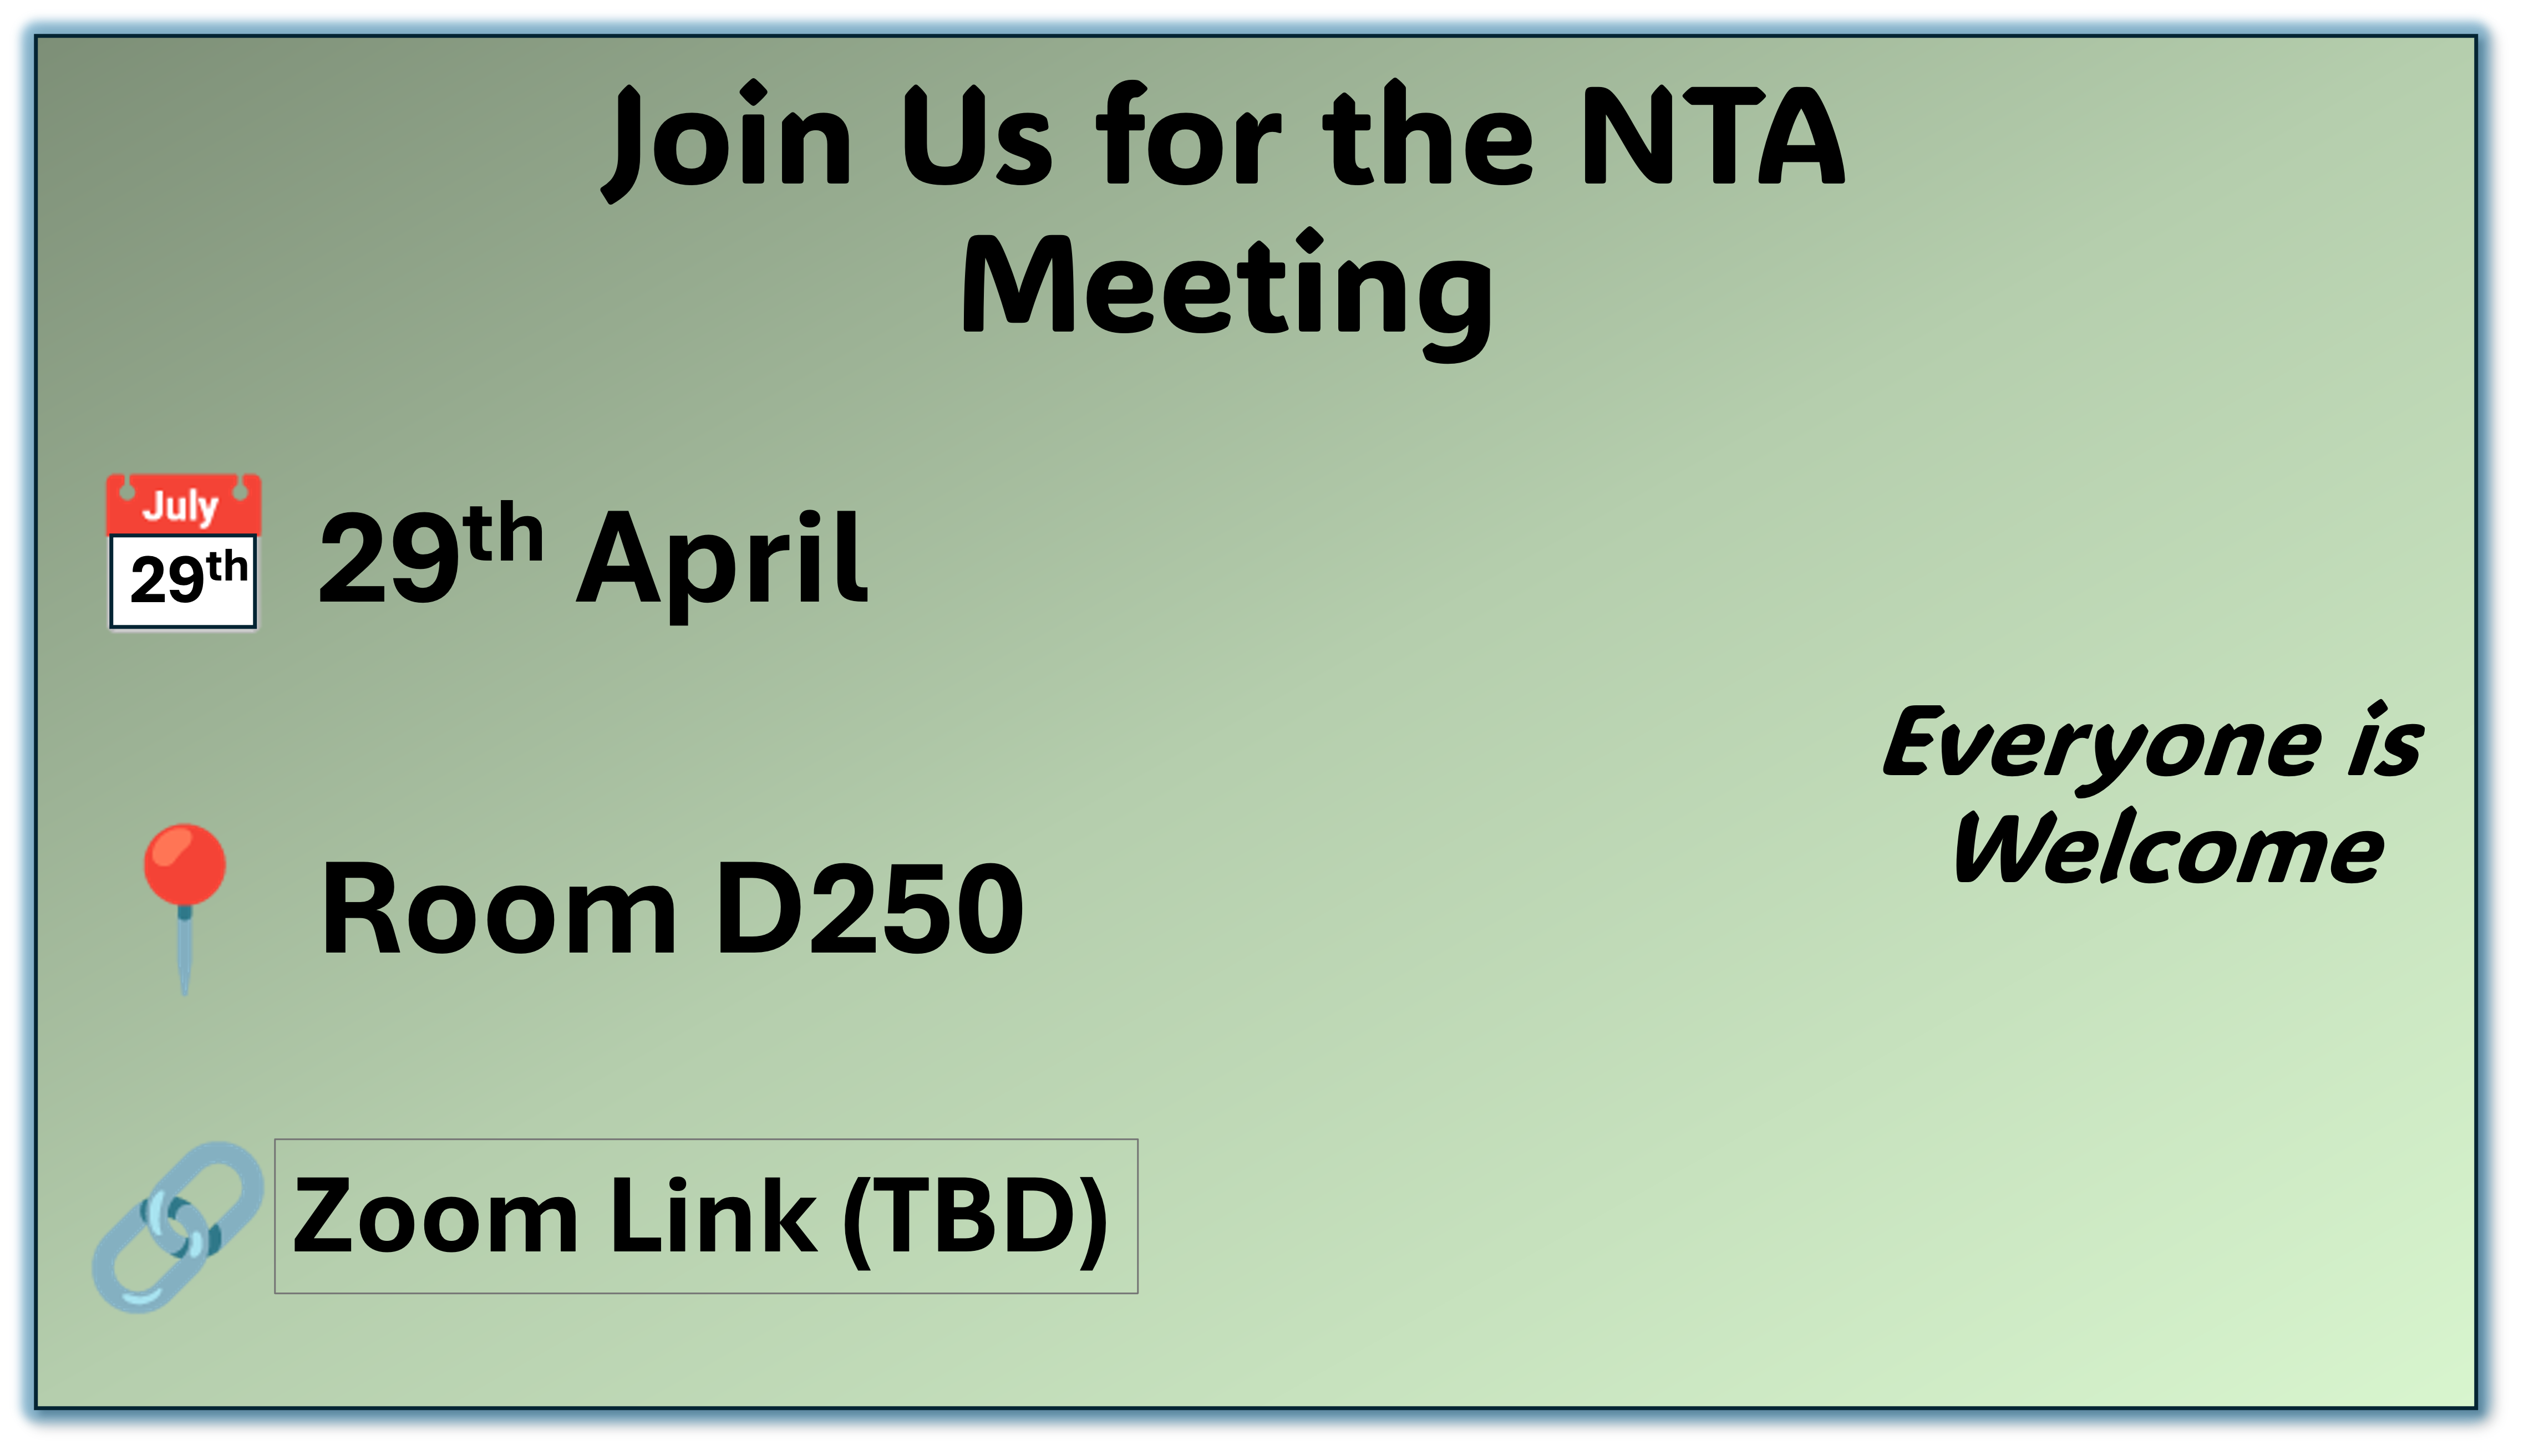 Join Us for the NTA
Meeting
July
29th
29th April
Everyone is
Welcome
Room D250
Zoom Link (TBD)